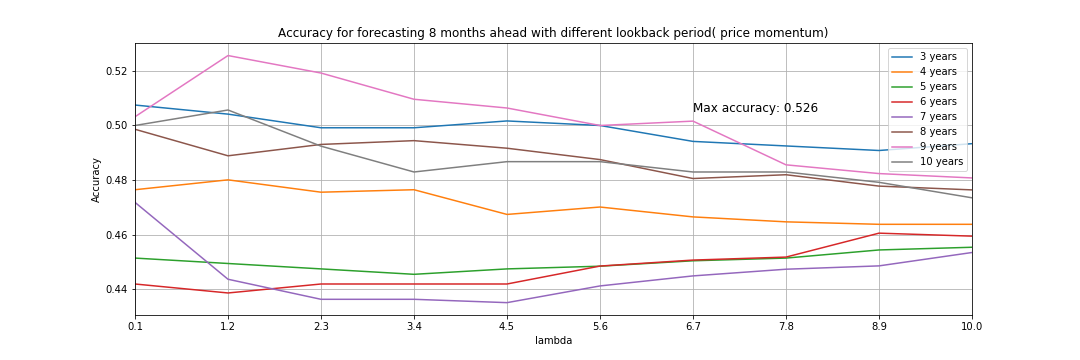 Accuracy for forecasting 8 months ahead with different lookback period( price momentum)
Accuracy
0.52
0.50
0.48
0.46
0.44
Max accuracy: 0.526
3 years
4 years
5 years
6 years
7 years
8 years
9 years
10 years
0.1 1.2 2.3 3.4 4.5 5.6 6.7 7.8 8.9 10.0
lambda